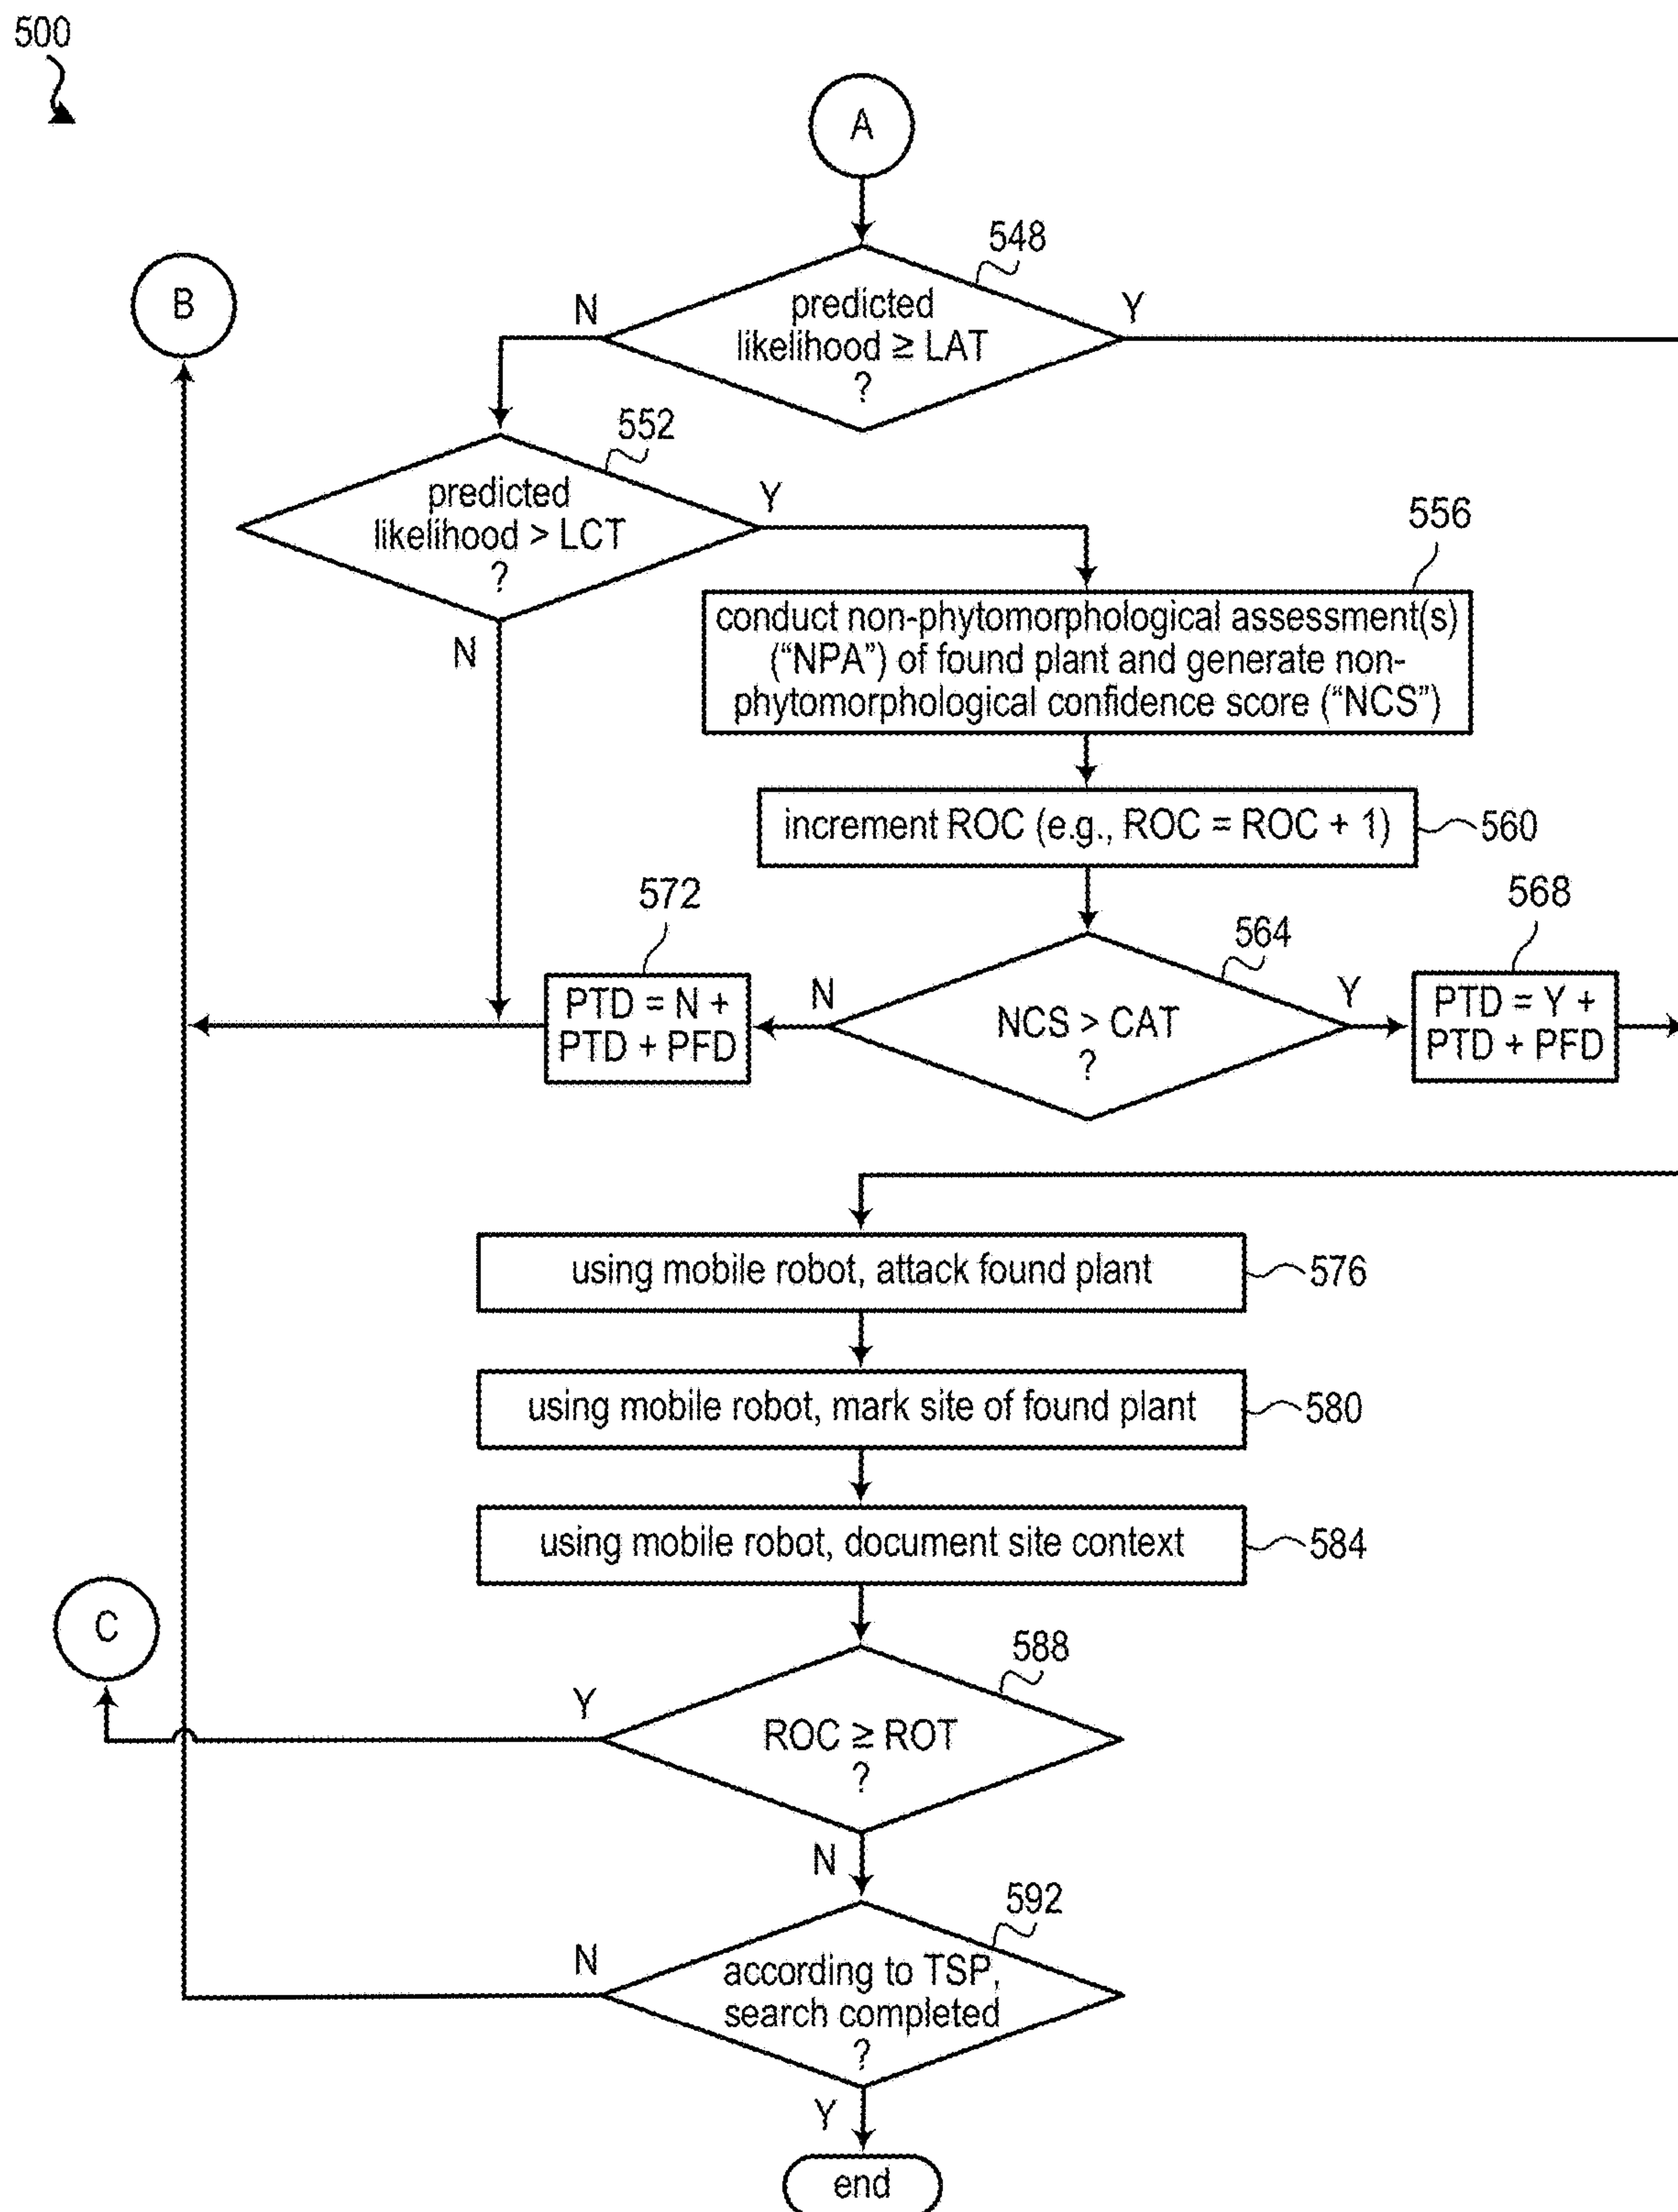 500
A
548
B
N
predicted
likelihood ≥ LAT
?
Y
552
predicted
likelihood > LCT
?
Y
N
556
conduct non-phytomorphological assessment(s)
("NPA") of found plant and generate non-
phytomorphological confidence score ("NCS")
increment ROC (e.g., ROC = ROC + 1)
560
572
PTD = N +
PTD + PFD
N
564
NCS > CAT
?
Y
568
PTD = Y +
PTD + PFD
using mobile robot, attack found plant
576
using mobile robot, mark site of found plant
580
using mobile robot, document site context
584
C
588
Y
ROC ≥ ROT
?
N
592
N
according to TSP,
search completed
?
Y
end